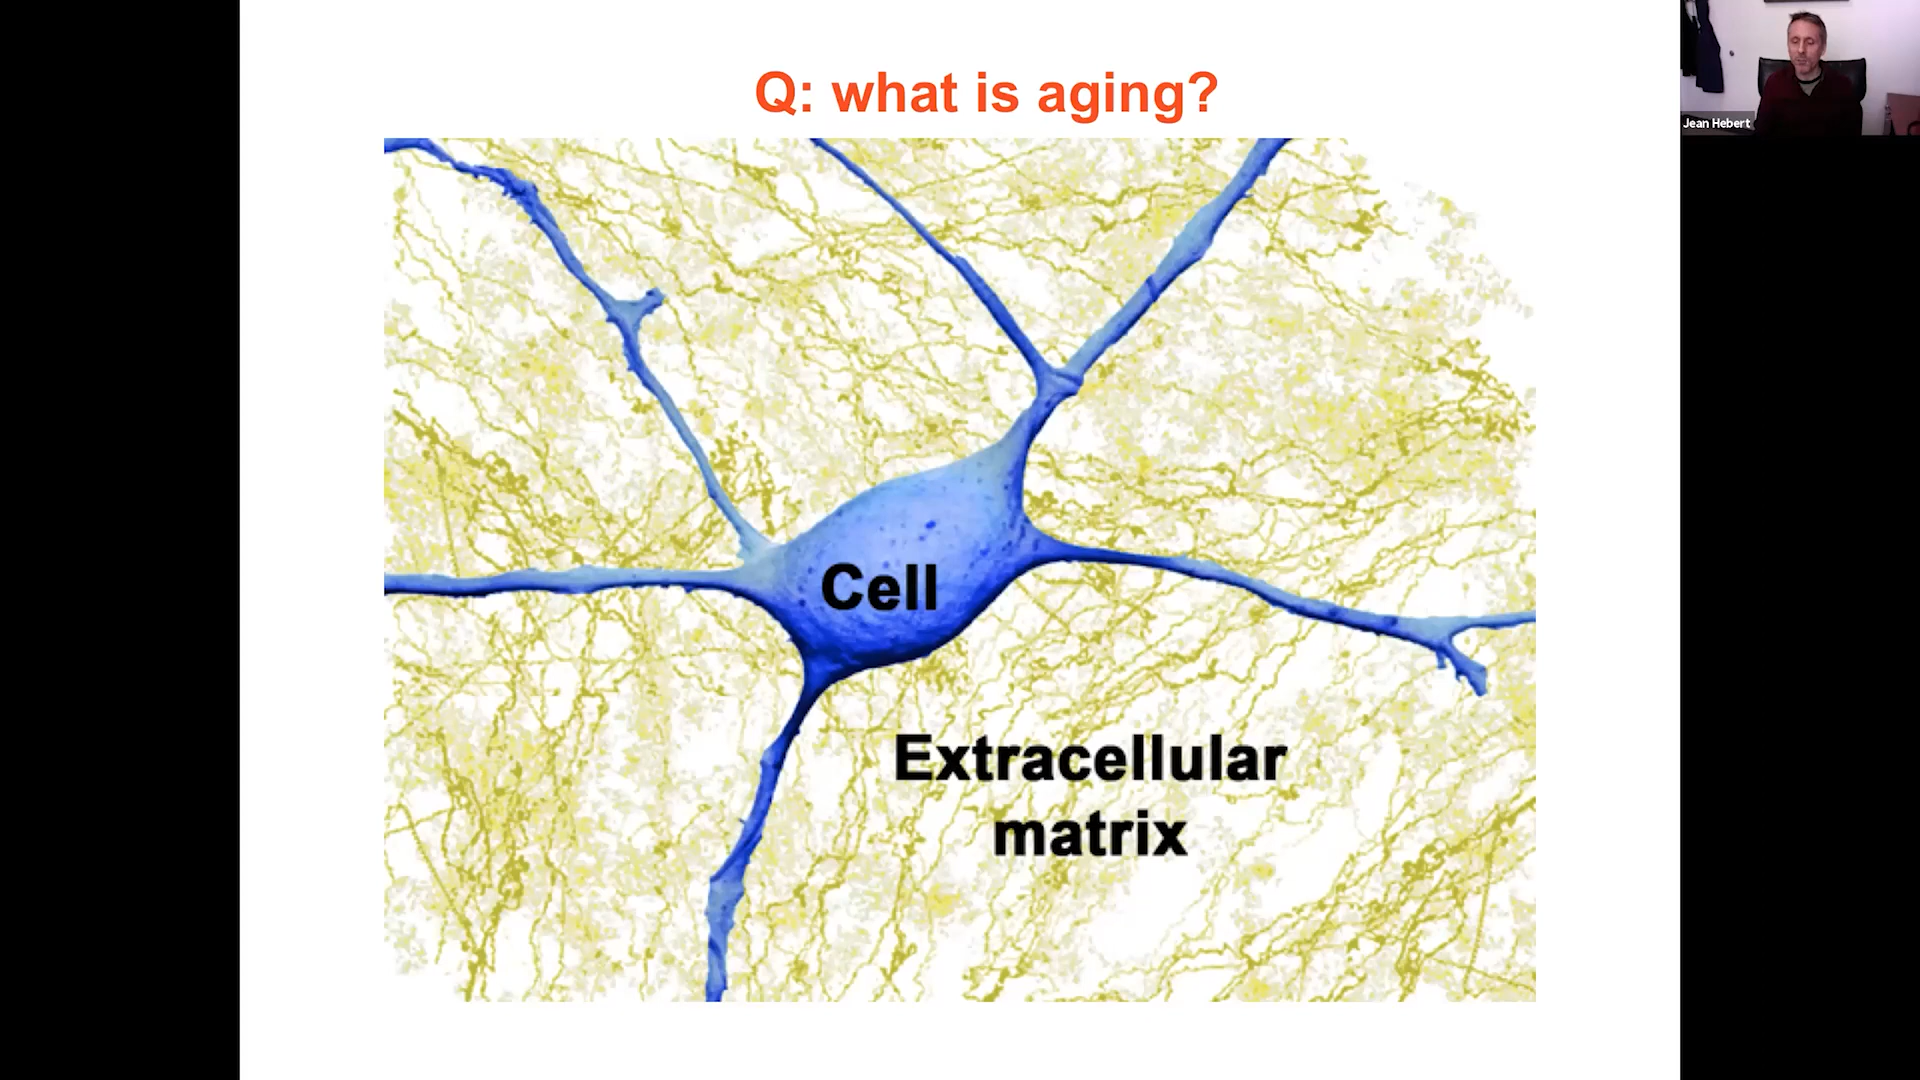 Q: what is aging?
Jean Hebert
Cell
Extracellular
matrix